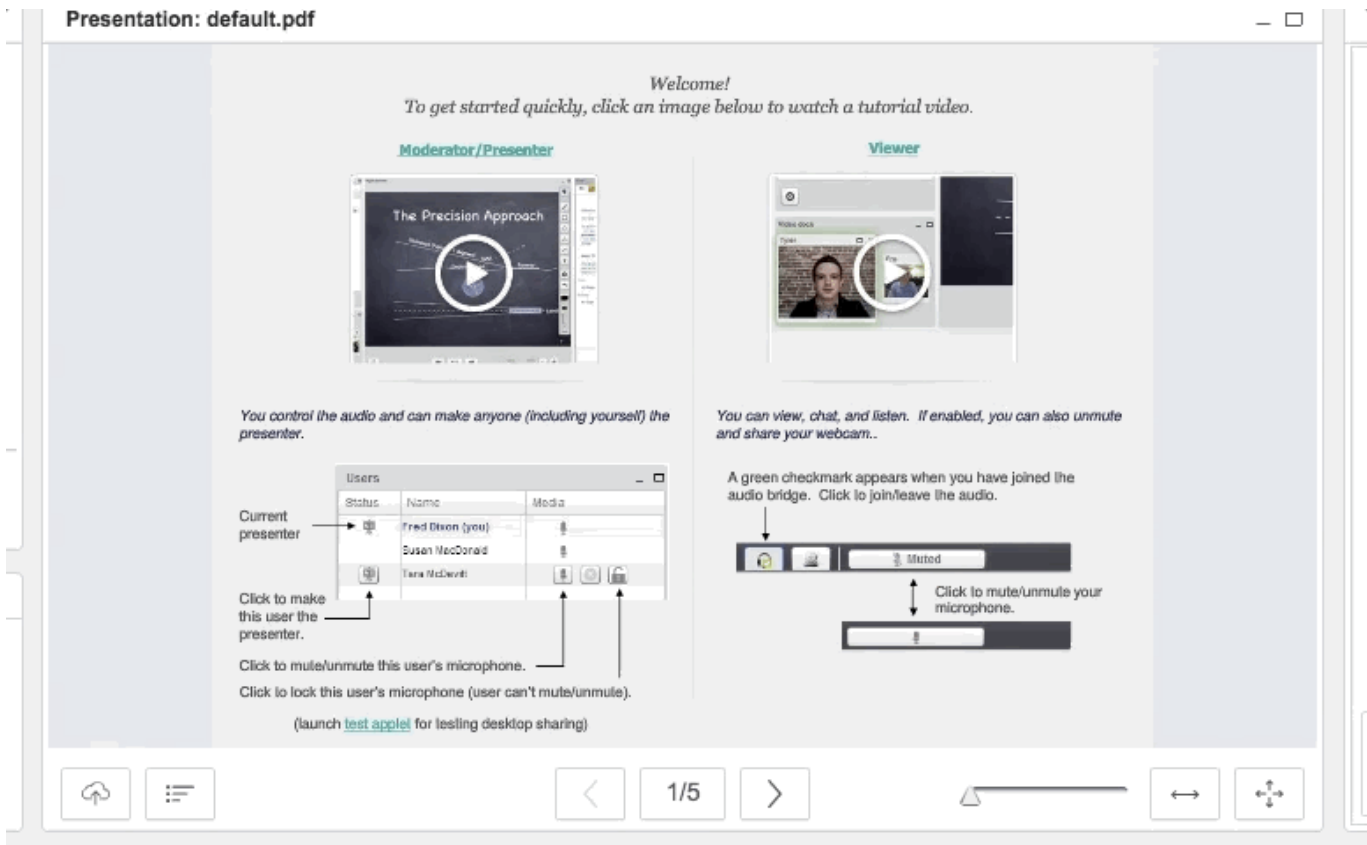 Presentation: default.pdf
Welcome!
To get started quickly, click an image below to watch a tutorial video.
Moderator/Presenter
Viewer
The Precision Approach
Video dock
You control the audio and can make anyone (including yourself) the
presenter.
You can view, chat, and listen. If enabled, you can also unmute
and share your webcam..
Users
Status Name Media
Current
presenter
Fred Dixon (you)
Susan MacDonald
Tara McDevitt
Click to make
this user the
presenter.
Click to mute/unmute this user's microphone.
Click to lock this user's microphone (user can't mute/unmute).
(launch test applet for testing desktop sharing)
A green checkmark appears when you have joined the
audio bridge. Click to join/leave the audio.
Muted
Click to mute/unmute your
microphone.
1/5